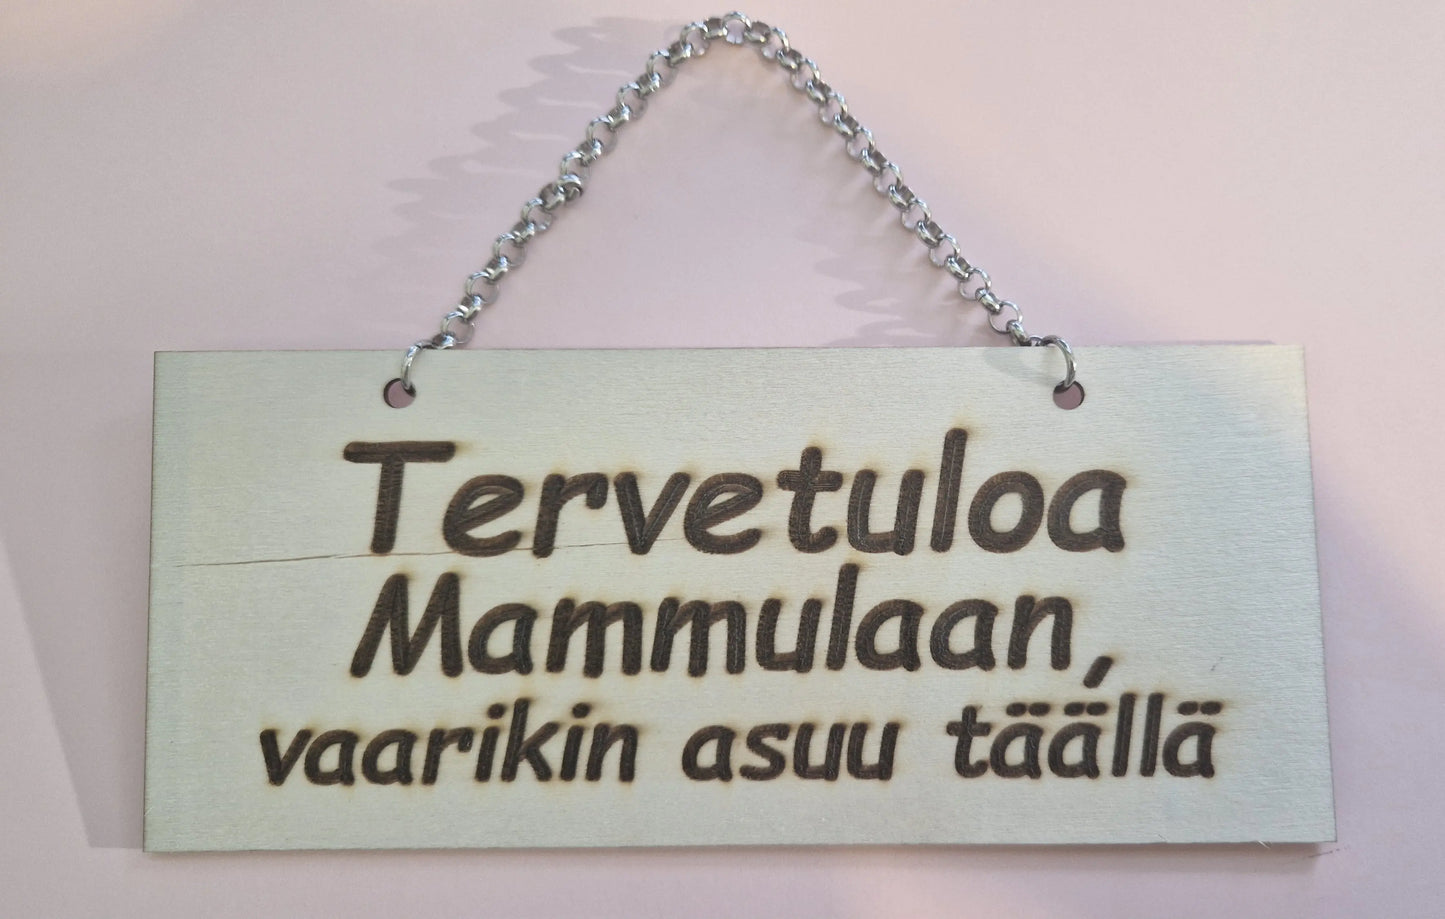 Tervetuloa
Mammulaan,
vaarikin asuu täällä